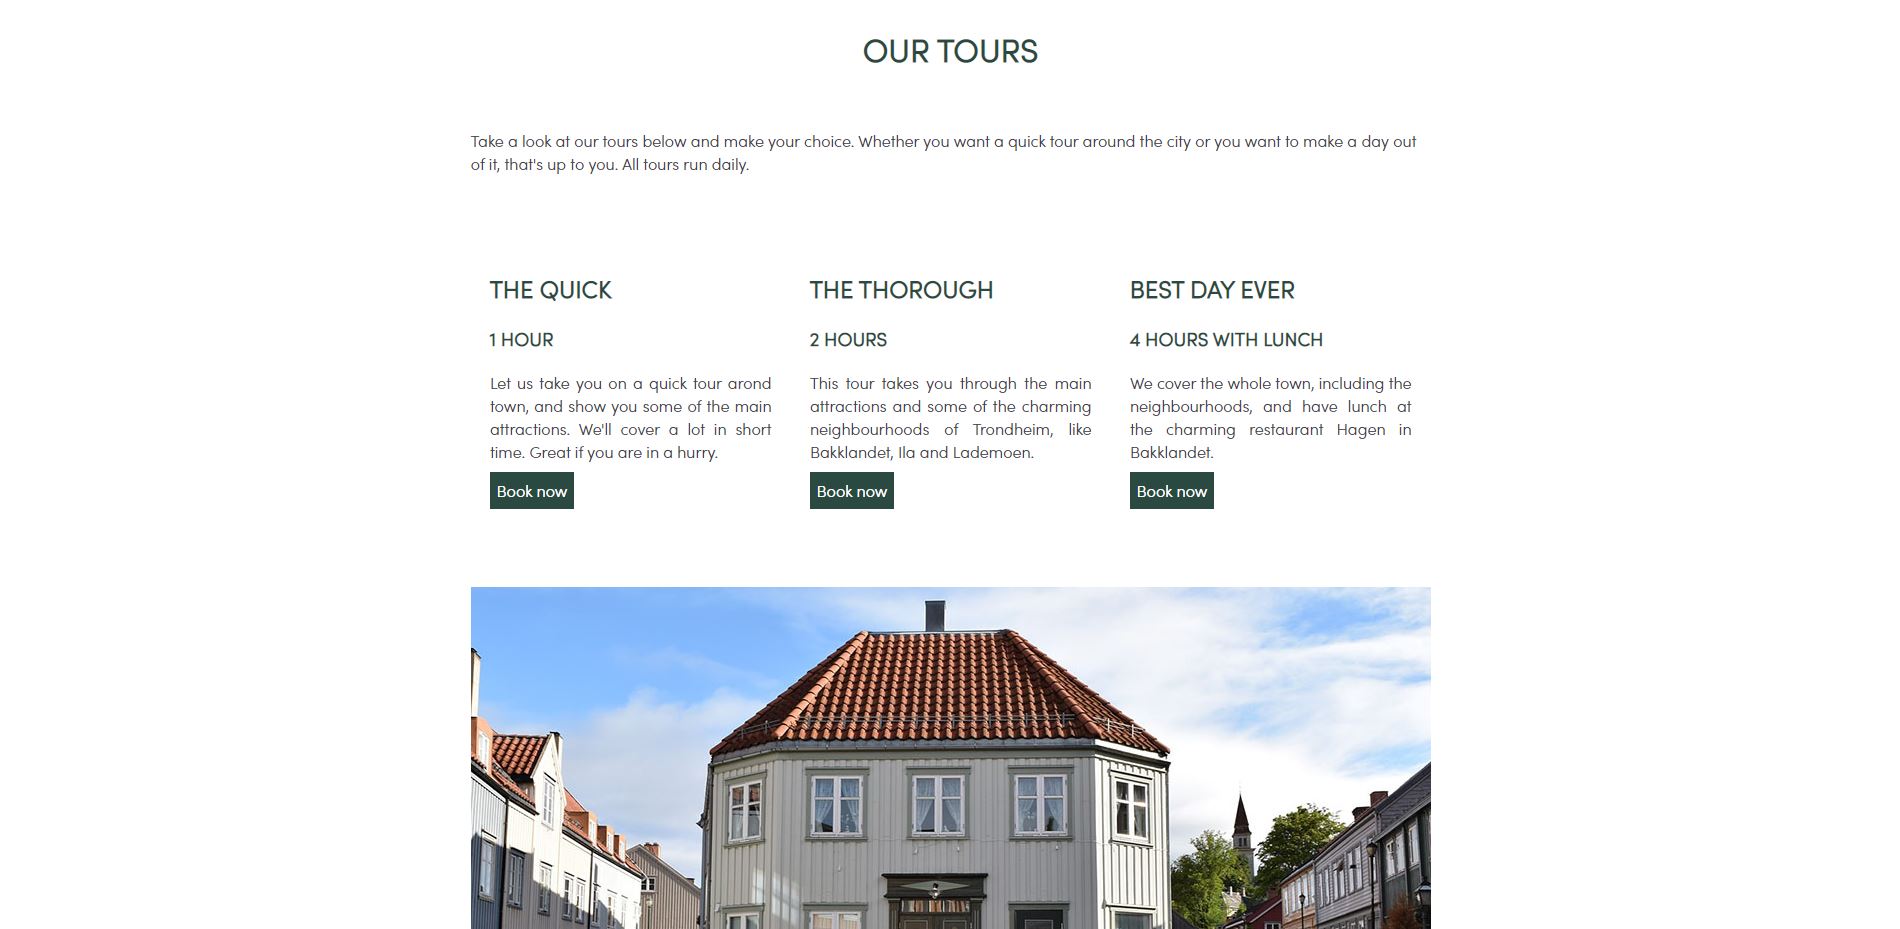 OUR TOURS
Take a look at our tours below and make your choice. Whether you want a quick tour around the city or you want to make a day out
of it, that's up to you. All tours run daily.
THE QUICK
1 HOUR
Let us take you on a quick tour arond
town, and show you some of the main
attractions. We'll cover a lot in short
time. Great if you are in a hurry.
Book now
THE THOROUGH
2 HOURS
This tour takes you through the main
attractions and some of the charming
neighbourhoods of Trondheim, like
Bakklandet, Ila and Lademoen.
Book now
BEST DAY EVER
4 HOURS WITH LUNCH
We cover the whole town, including the
neighbourhoods, and have lunch at
the charming restaurant Hagen in
Bakklandet.
Book now